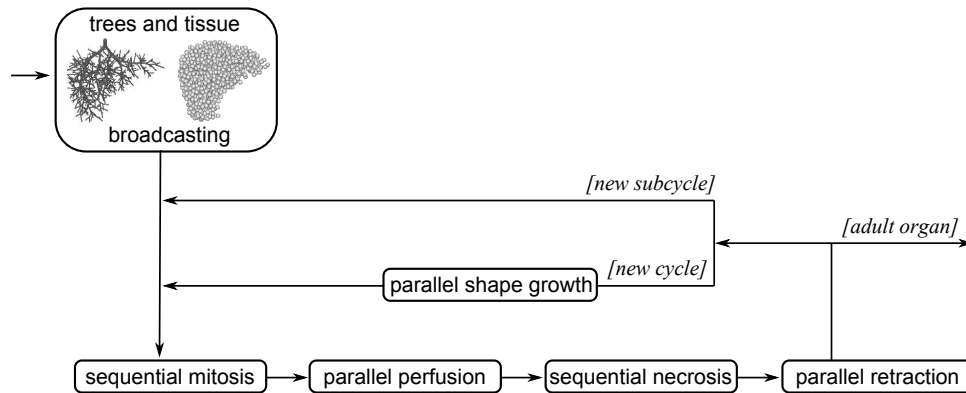 trees and tissue
broadcasting
[new subcycle]
[adult organ]
[new cycle]
parallel shape growth
sequential mitosis
parallel perfusion
sequential necrosis
parallel retraction